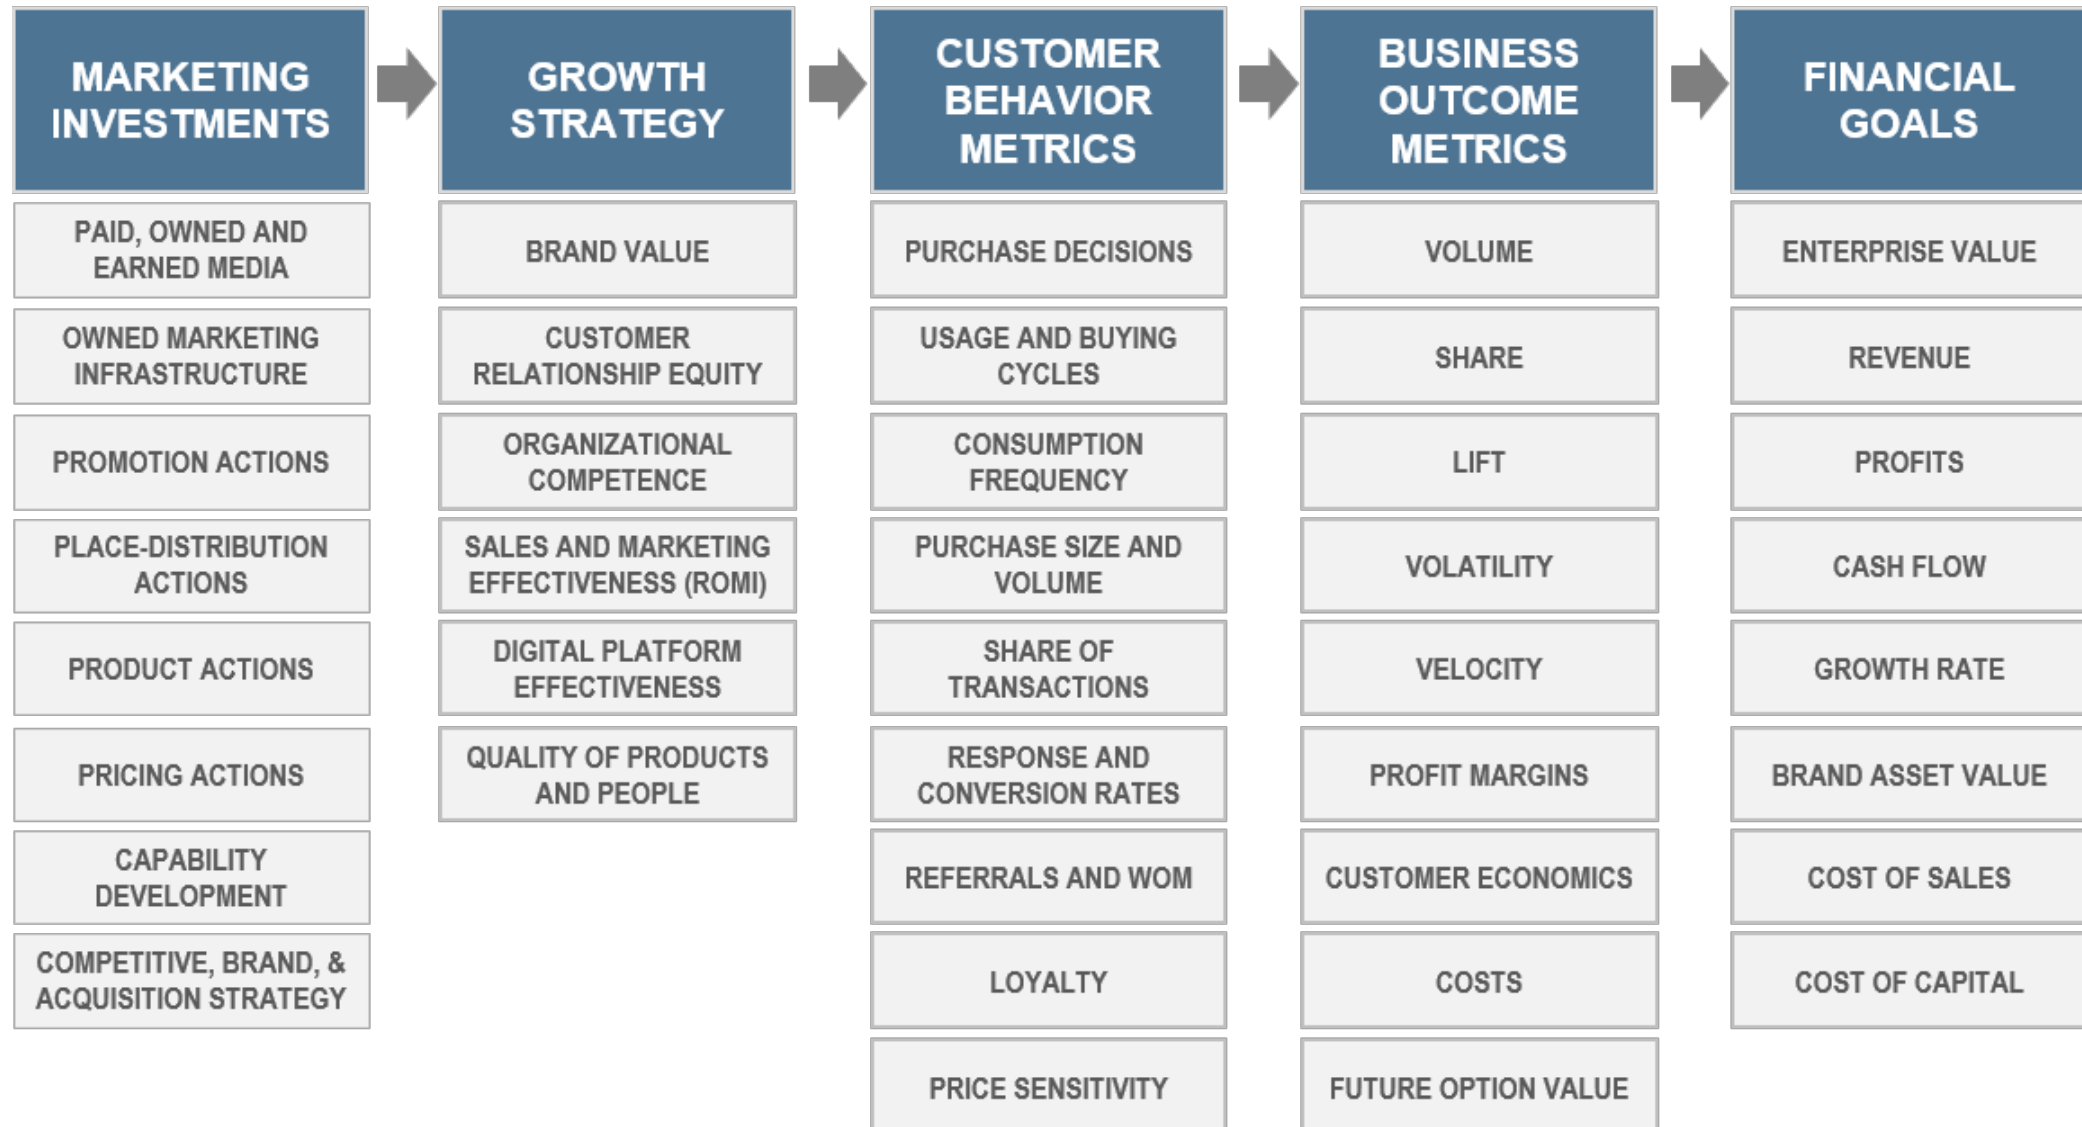 MARKETING
INVESTMENTS
PAID, OWNED AND
EARNED MEDIA
OWNED MARKETING
INFRASTRUCTURE
PROMOTION ACTIONS
PLACE-DISTRIBUTION
ACTIONS
PRODUCT ACTIONS
PRICING ACTIONS
CAPABILITY
DEVELOPMENT
COMPETITIVE, BRAND, &
ACQUISITION STRATEGY
GROWTH
STRATEGY
BRAND VALUE
CUSTOMER
RELATIONSHIP EQUITY
ORGANIZATIONAL
COMPETENCE
SALES AND MARKETING
EFFECTIVENESS (ROMI)
DIGITAL PLATFORM
EFFECTIVENESS
QUALITY OF PRODUCTS
AND PEOPLE
CUSTOMER
BEHAVIOR
METRICS
PURCHASE DECISIONS
USAGE AND BUYING
CYCLES
CONSUMPTION
FREQUENCY
PURCHASE SIZE AND
VOLUME
SHARE OF
TRANSACTIONS
RESPONSE AND
CONVERSION RATES
REFERRALS AND WOM
LOYALTY
PRICE SENSITIVITY
BUSINESS
OUTCOME
METRICS
VOLUME
SHARE
LIFT
VOLATILITY
VELOCITY
PROFIT MARGINS
CUSTOMER ECONOMICS
COSTS
FUTURE OPTION VALUE
FINANCIAL
GOALS
ENTERPRISE VALUE
REVENUE
PROFITS
CASH FLOW
GROWTH RATE
BRAND ASSET VALUE
COST OF SALES
COST OF CAPITAL